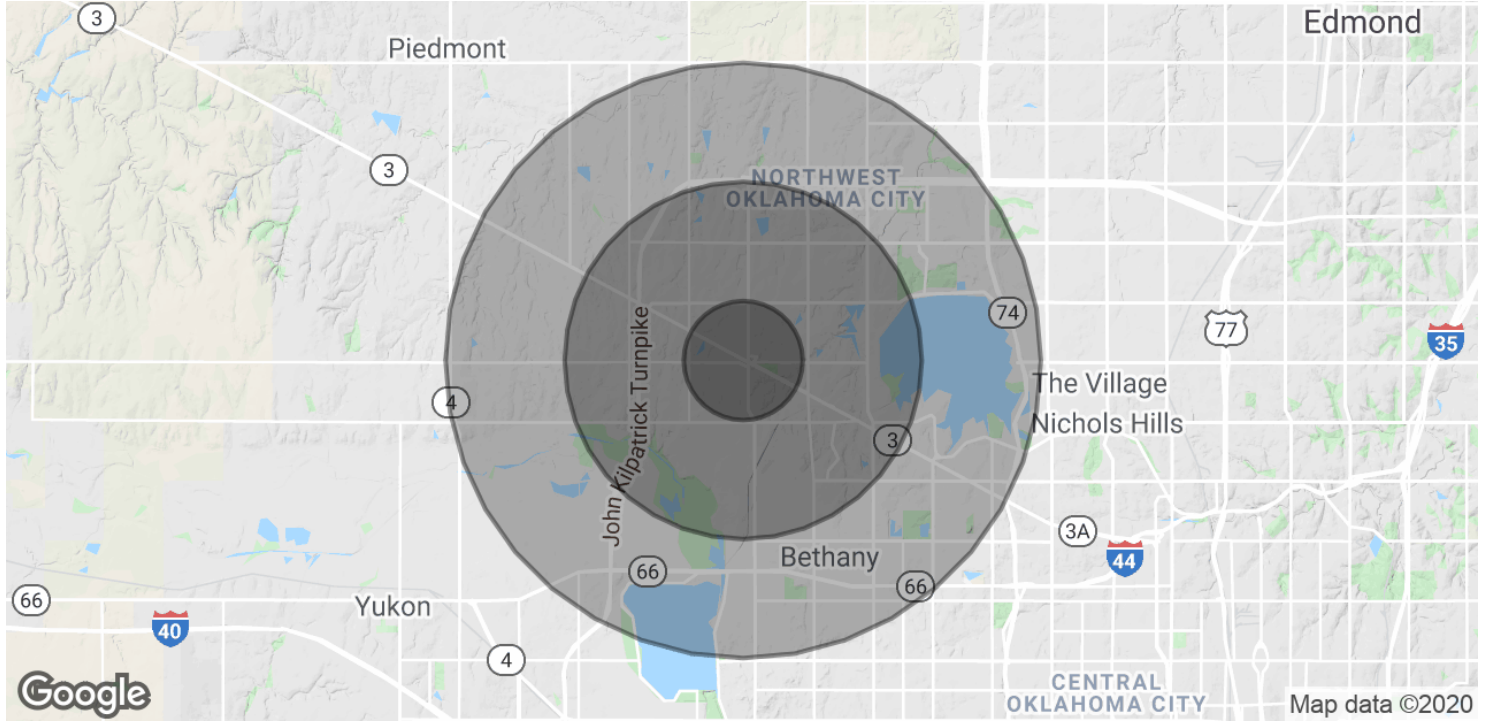 3
Edmond
Piedmont
3
NORTHWEST
OKLAHOMA CITY
74
77
35
John Kilpatrick Turnpike
The Village
4
Nichols Hills
3
3A
Bethany
44
66
66
66
Yukon
40
4
CENTRAL
OKLAHOMA CITY
Google
Map data ©2020